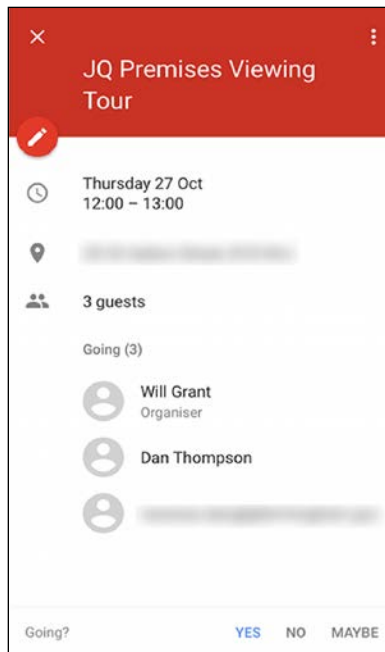 JQ Premises Viewing
Tour
Thursday 27 Oct
12:00 – 13:00
3 guests
Going (3)
Will Grant
Organiser
Dan Thompson
Going?
YES NO MAYBE